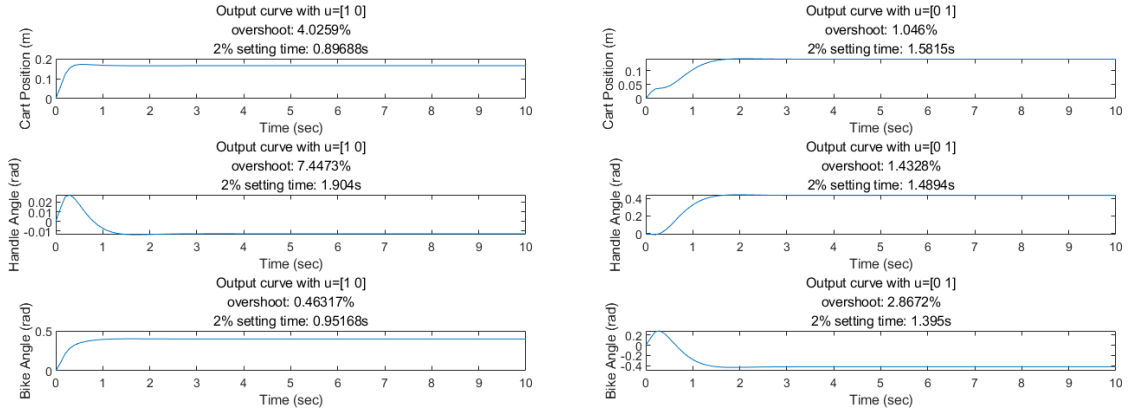 Output curve with u=[1 0]
overshoot: 4.0259%
2% setting time: 0.89688s
Cart Position (m)
0.2
0.1
0
0 1 2 3 4 5 6 7 8 9 10
Time (sec)
Output curve with u=[1 0]
overshoot: 7.4473%
2% setting time: 1.904s
Handle Angle (rad)
0.02
0.01
0
-0.01
0 1 2 3 4 5 6 7 8 9 10
Time (sec)
Output curve with u=[1 0]
overshoot: 0.46317%
2% setting time: 0.95168s
Bike Angle (rad)
0.5
0
0 1 2 3 4 5 6 7 8 9 10
Time (sec)
Output curve with u=[0 1]
overshoot: 1.046%
2% setting time: 1.5815s
Cart Position (m)
0.1
0.05
0
0 1 2 3 4 5 6 7 8 9 10
Time (sec)
Output curve with u=[0 1]
overshoot: 1.4328%
2% setting time: 1.4894s
Handle Angle (rad)
0.4
0.2
0
0 1 2 3 4 5 6 7 8 9 10
Time (sec)
Output curve with u=[0 1]
overshoot: 2.8672%
2% setting time: 1.395s
Bike Angle (rad)
0.2
0
-0.2
-0.4
0 1 2 3 4 5 6 7 8 9 10
Time (sec)